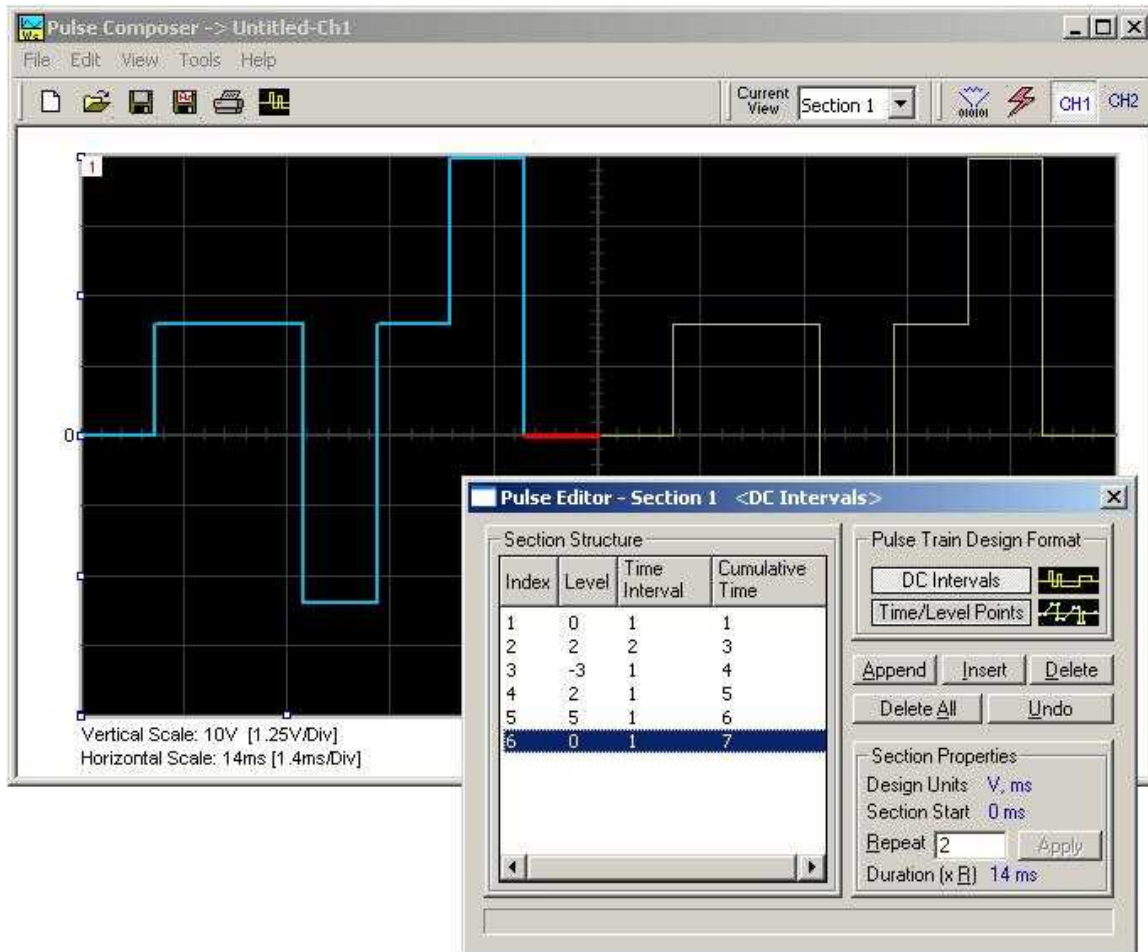 Pulse Composer -> Untitled-Ch1
File Edit View Tools Help
Current View Section 1
010101
CH1 CH2
1
0
Vertical Scale: 10V [1.25V/Div]
Horizontal Scale: 14ms [1.4ms/Div]
Pulse Editor - Section 1 <DC Intervals>
Section Structure
Index Level Time Interval Cumulative Time
1 0 1 1
2 2 2 3
3 -3 1 4
4 2 1 5
5 5 1 6
6 0 1 7
Pulse Train Design Format
DC Intervals
Time/Level Points
Append Insert Delete
Delete All Undo
Section Properties
Design Units V, ms
Section Start 0 ms
Repeat 2 Apply
Duration (x R) 14 ms